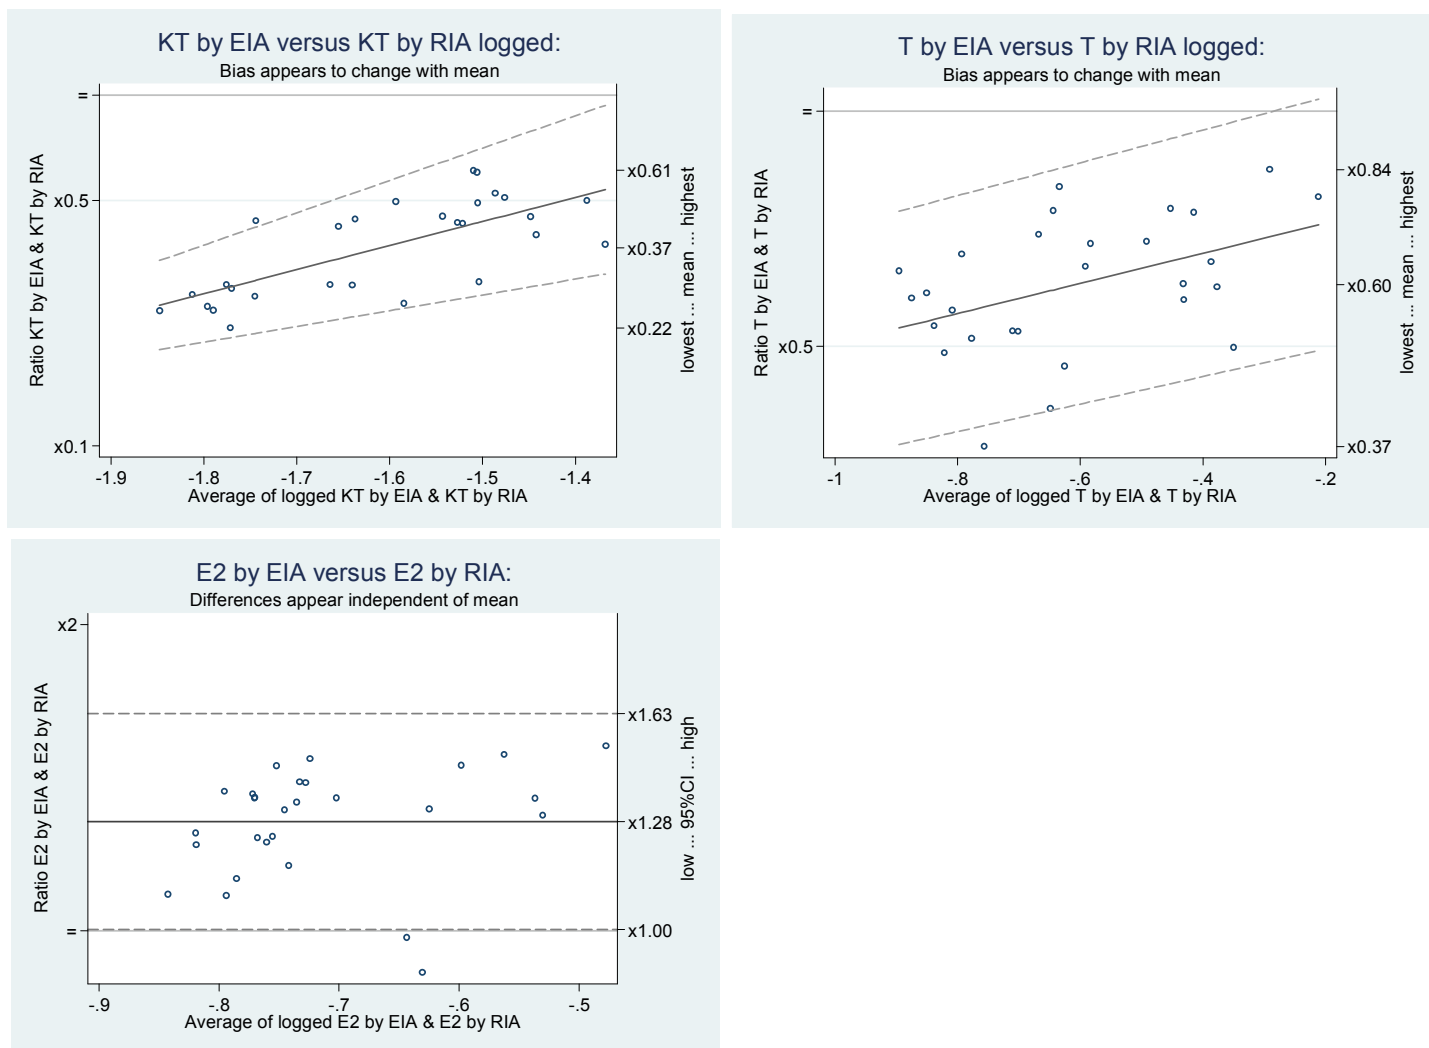 KT by EIA versus KT by RIA logged:
Bias appears to change with mean
Ratio KT by EIA & KT by RIA
=
x0.5
x0.1
x0.61
x0.37
x0.22
lowest ... mean ... highest
-1.9 -1.8 -1.7 -1.6 -1.5 -1.4
Average of logged KT by EIA & KT by RIA
T by EIA versus T by RIA logged:
Bias appears to change with mean
Ratio T by EIA & T by RIA
=
x0.5
x0.84
x0.60
x0.37
lowest ... mean ... highest
-1 -.8 -.6 -.4 -.2
Average of logged T by EIA & T by RIA
E2 by EIA versus E2 by RIA:
Differences appear independent of mean
Ratio E2 by EIA & E2 by RIA
x2
=
x1.63
x1.28
x1.00
low ... 95%CI ... high
-.9 -.8 -.7 -.6 -.5
Average of logged E2 by EIA & E2 by RIA